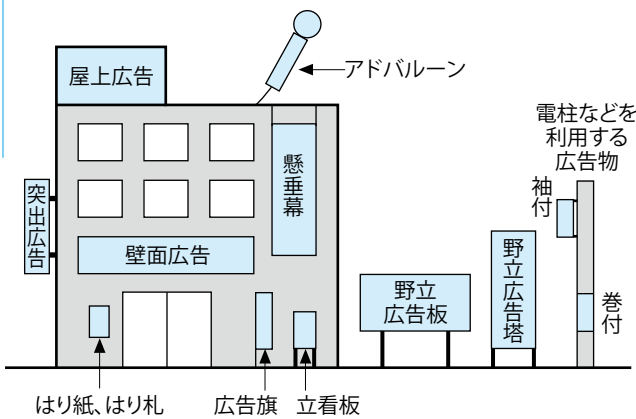 屋上広告
アドバルーン
電柱などを
利用する
広告物
懸垂幕
突出広告
袖付
壁面広告
野立
広告板
野立広告塔
巻付
はり紙、はり札
広告旗
立看板